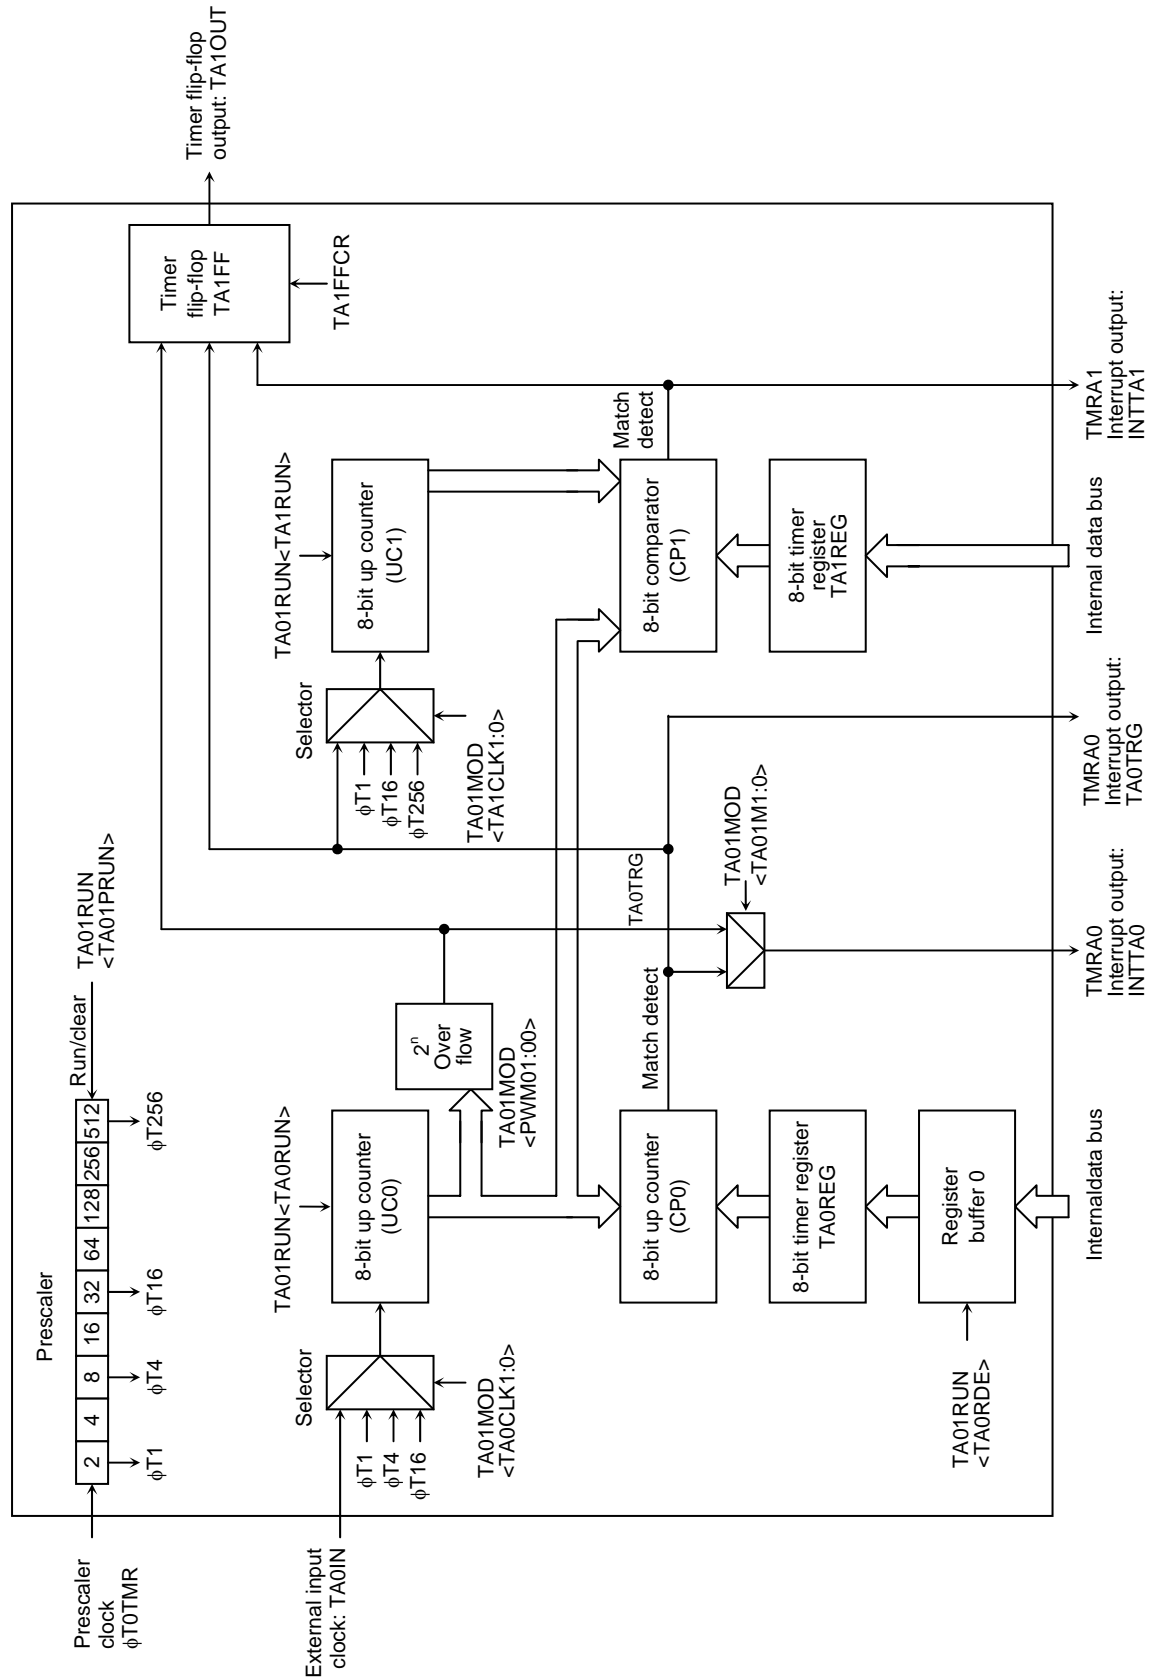 Prescaler
Prescaler
clock
φT0TMR
2
4
8
16
32
64
128
256
512
Run/clear
TA01RUN
<TA01PRUN>
φT1
φT4
φT16
φT256
External input
clock: TA0IN
φT1
φT4
φT16
Selector
TA01MOD
<TA0CLK1:0>
TA01RUN<TA0RUN>
8-bit up counter
(UC0)
2ⁿ
Over
flow
TA01MOD
<PWM01:00>
Selector
φT1
φT16
φT256
TA01MOD
<TA1CLK1:0>
TA01RUN<TA1RUN>
8-bit up counter
(UC1)
Timer
flip-flop
TA1FF
TA1FFCR
Timer flip-flop
output: TA1OUT
8-bit up counter
(CP0)
Match detect
TA0TRG
8-bit comparator
(CP1)
Match
detect
TA01MOD
<TA01M1:0>
8-bit timer register
TA0REG
8-bit timer
register
TA1REG
TA01RUN
<TA0RDE>
Register
buffer 0
Internaldata bus
TMRA0
Interrupt output:
INTTA0
TMRA0
Interrupt output:
TA0TRG
Internal data bus
TMRA1
Interrupt output:
INTTA1